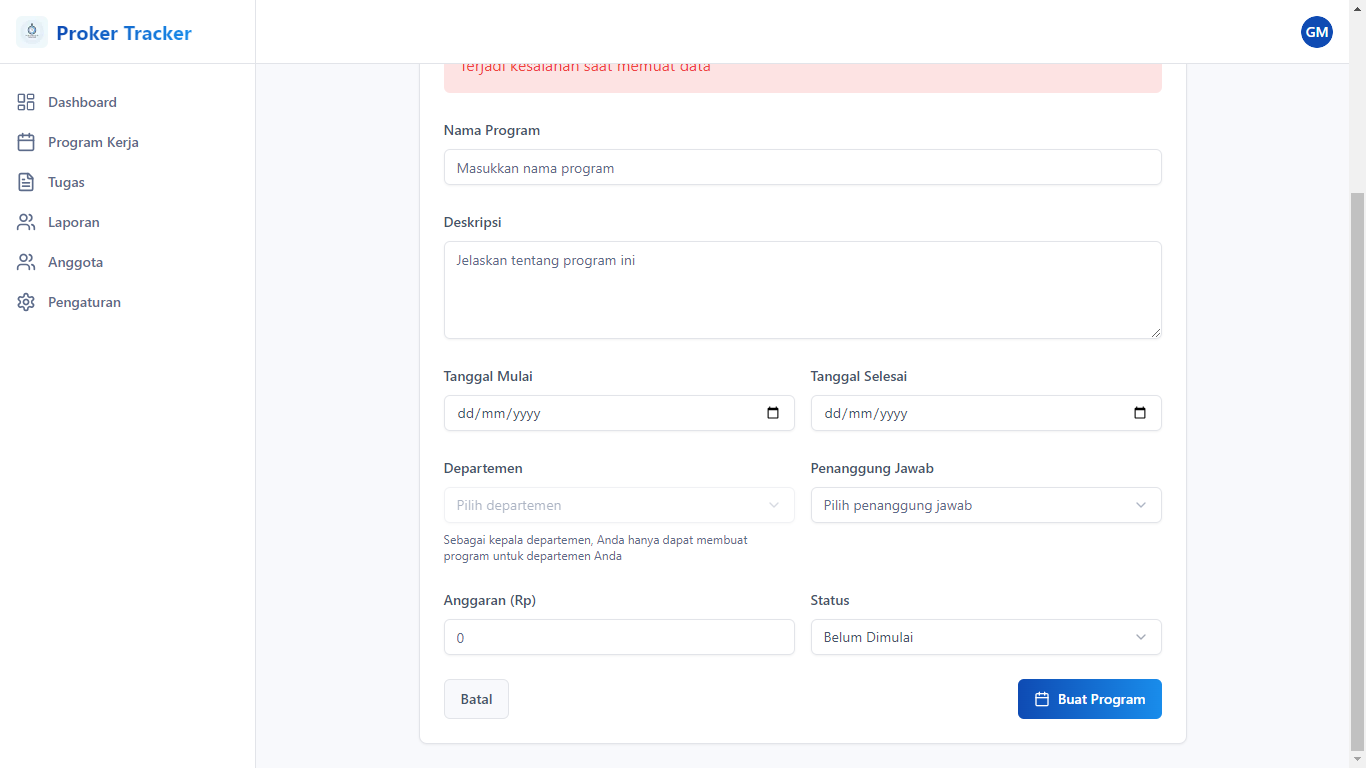 Proker Tracker
GM
Dashboard
Program Kerja
Tugas
Laporan
Anggota
Pengaturan
Terjadi kesalahan saat memuat data
Nama Program
Masukkan nama program
Deskripsi
Jelaskan tentang program ini
Tanggal Mulai
Tanggal Selesai
dd/mm/yyyy
dd/mm/yyyy
Departemen
Penanggung Jawab
Pilih departemen
Pilih penanggung jawab
Sebagai kepala departemen, Anda hanya dapat membuat
program untuk departemen Anda
Anggaran (Rp)
Status
0
Belum Dimulai
Batal
Buat Program